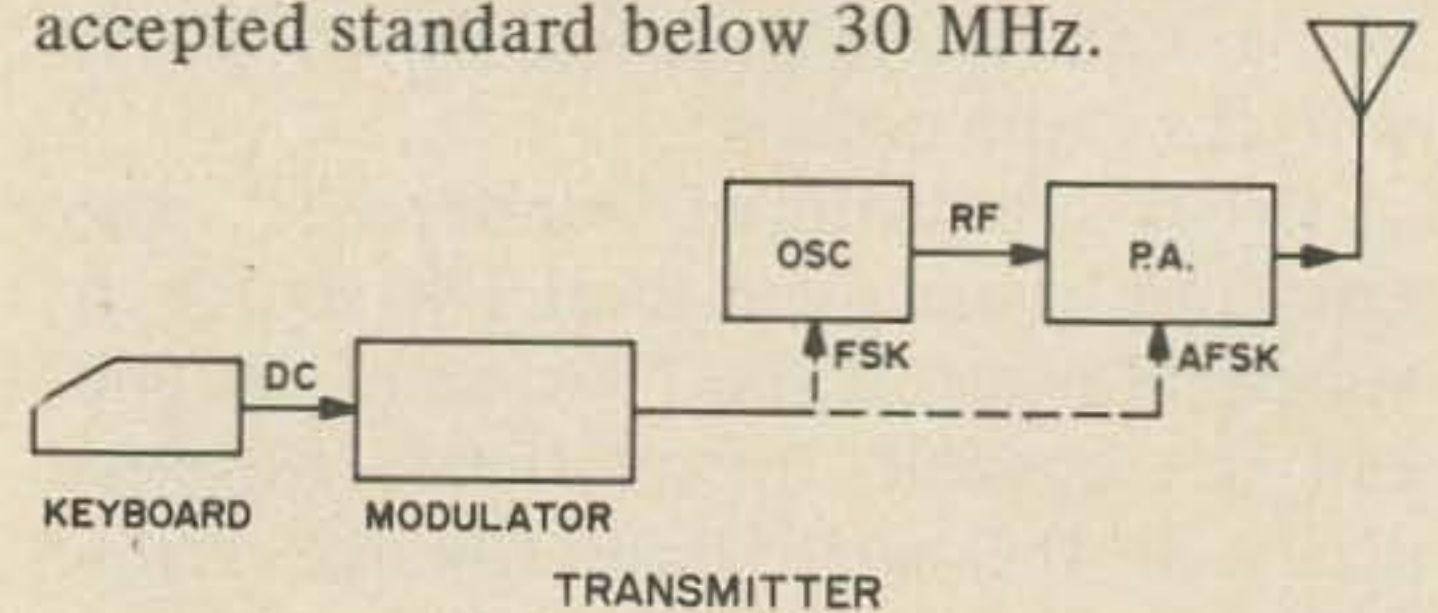 accepted standard below 30 MHz.
OSC
RF
P.A.
FSK
AFSK
DC
KEYBOARD
MODULATOR
TRANSMITTER